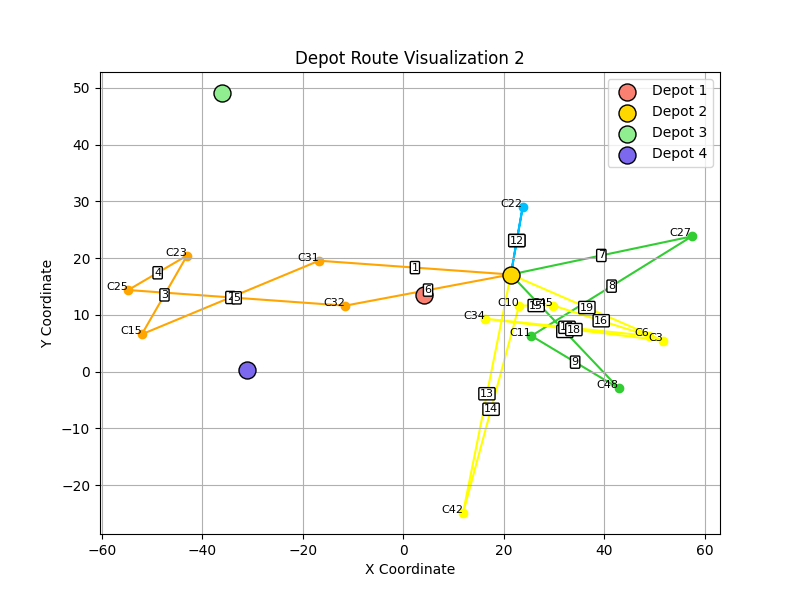 Depot Route Visualization 2
Depot 1
Depot 2
Depot 3
Depot 4
Y Coordinate
50
40
30
20
10
0
−10
−20
−60
−40
−20
0
20
40
60
X Coordinate
C22
C27
C23
C31
C25
C32
C15
C10
C45
C34
C11
C6
C3
C48
C42
12
7
1
4
8
6
3
5
19
16
18
9
13
14